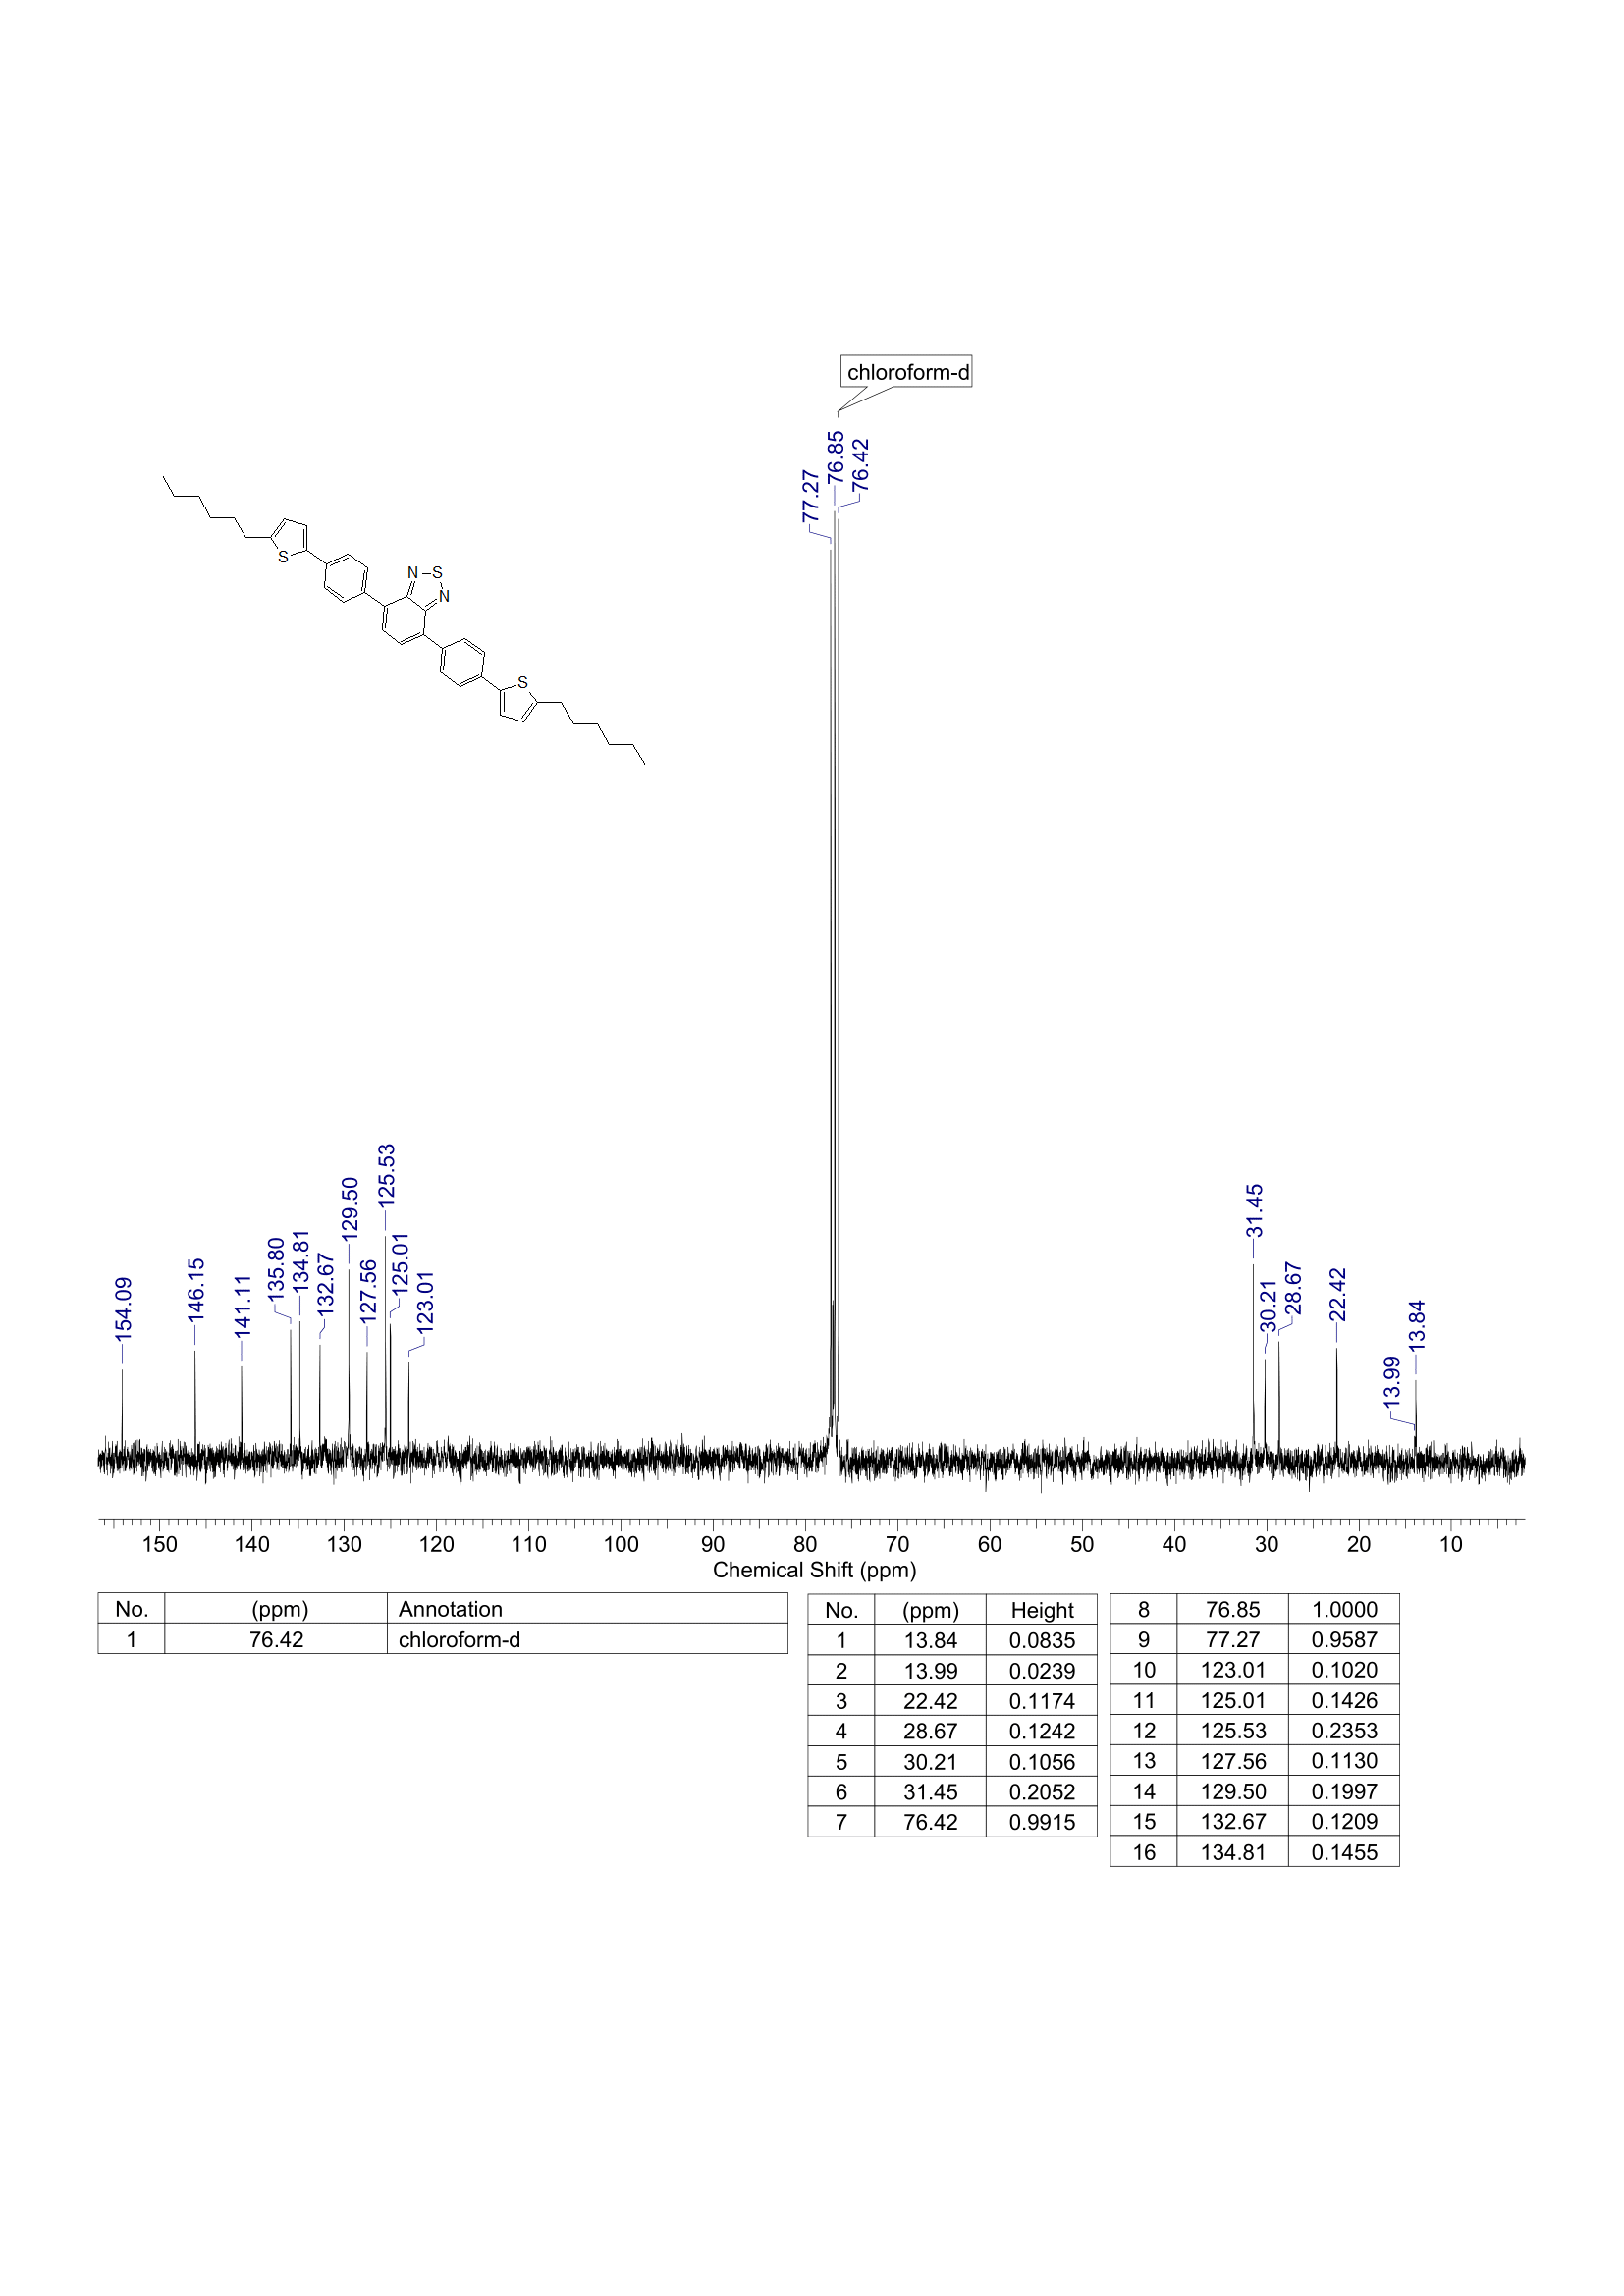 chloroform-d
76.85
76.42
77.27
N S
N
S
S
125.53
129.50
31.45
125.01
134.81
135.80
132.67
146.15
127.56
123.01
141.11
154.09
30.21
28.67
22.42
13.84
13.99
150 140 130 120 110 100 90 80 70 60 50 40 30 20 10
Chemical Shift (ppm)
No. (ppm) Annotation
1 76.42 chloroform-d
No. (ppm) Height
1 13.84 0.0835
2 13.99 0.0239
3 22.42 0.1174
4 28.67 0.1242
5 30.21 0.1056
6 31.45 0.2052
7 76.42 0.9915
8 76.85 1.0000
9 77.27 0.9587
10 123.01 0.1020
11 125.01 0.1426
12 125.53 0.2353
13 127.56 0.1130
14 129.50 0.1997
15 132.67 0.1209
16 134.81 0.1455